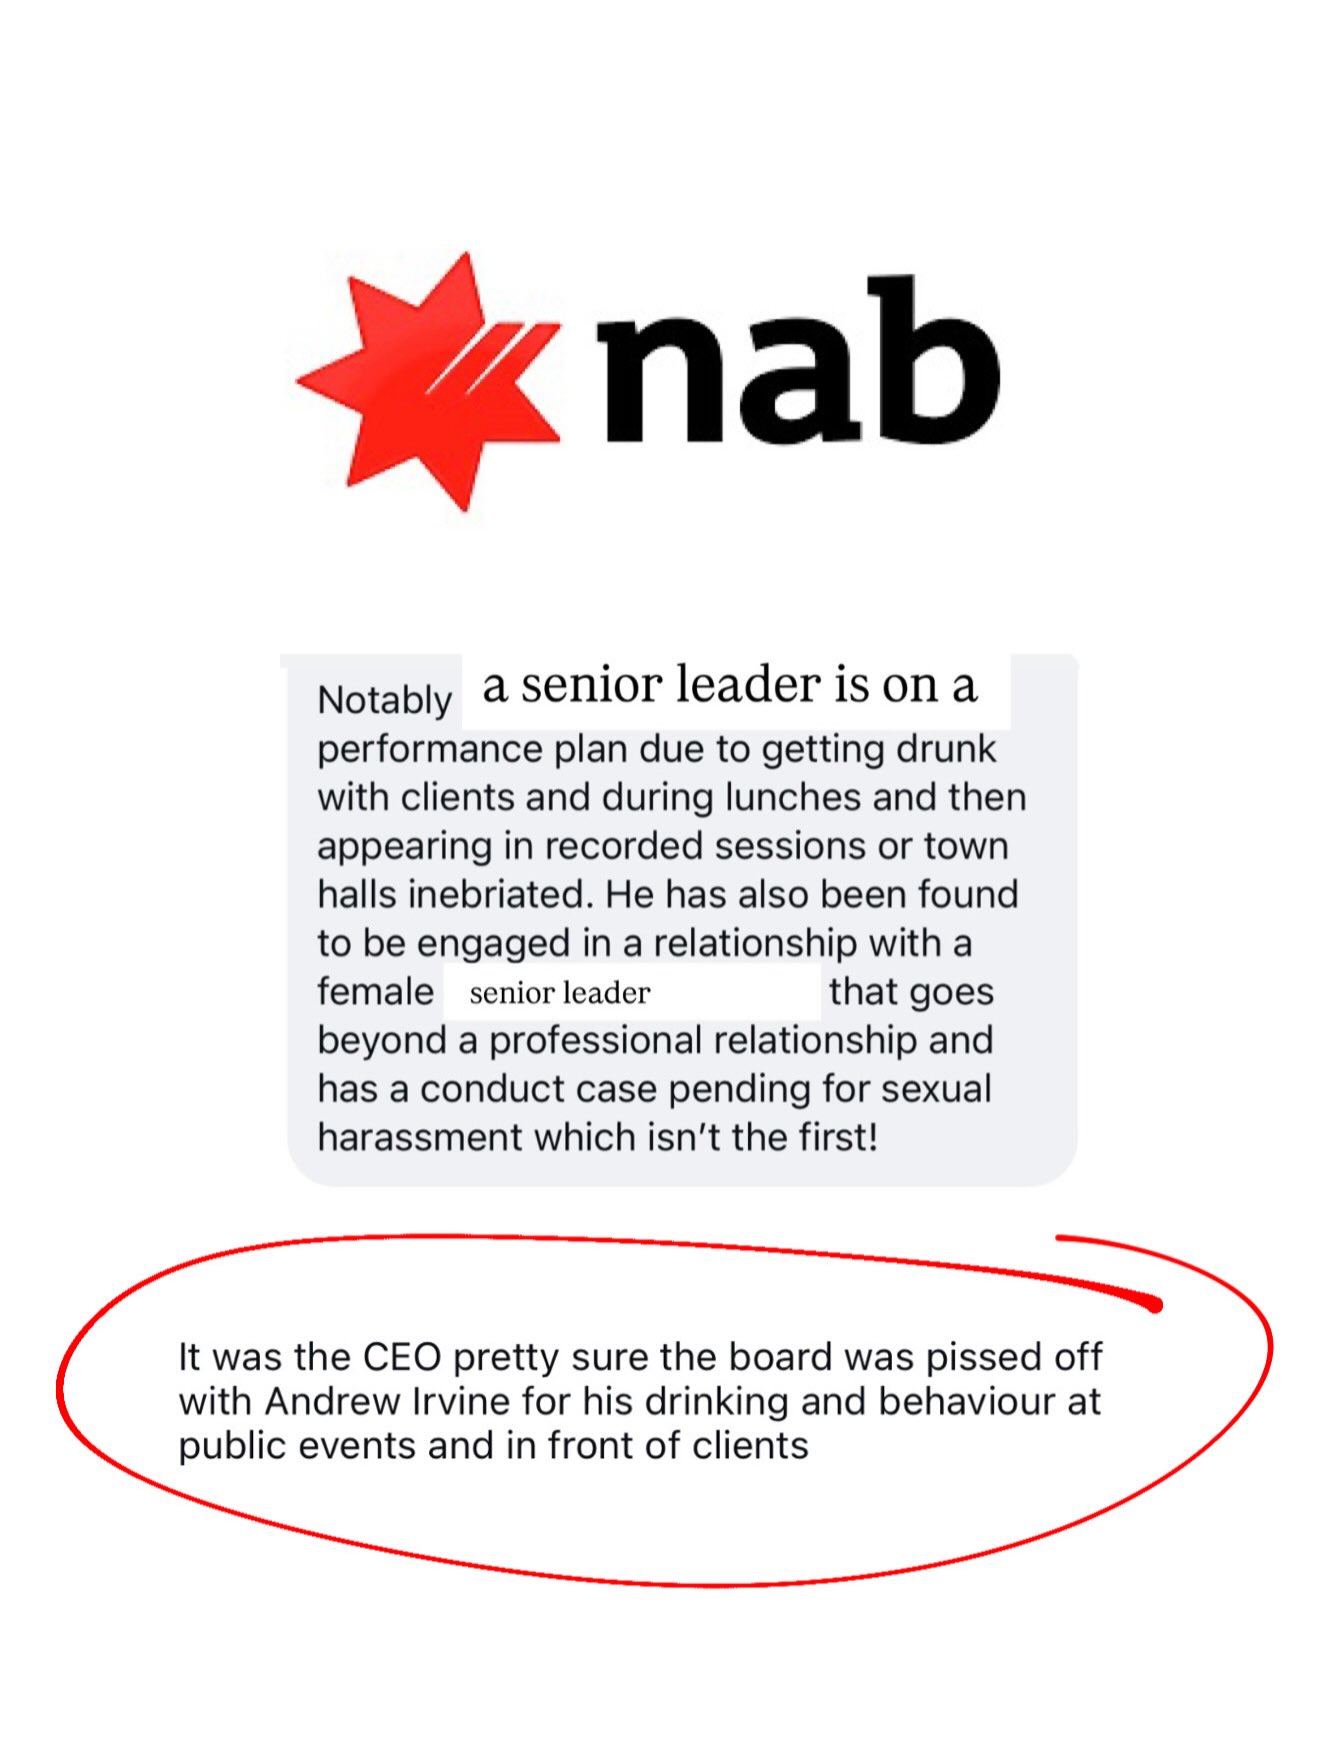 nab
Notably a senior leader is on a
performance plan due to getting drunk
with clients and during lunches and then
appearing in recorded sessions or town
halls inebriated. He has also been found
to be engaged in a relationship with a
female senior leader that goes
beyond a professional relationship and
has a conduct case pending for sexual
harassment which isn’t the first!
It was the CEO pretty sure the board was pissed off
with Andrew Irvine for his drinking and behaviour at
public events and in front of clients